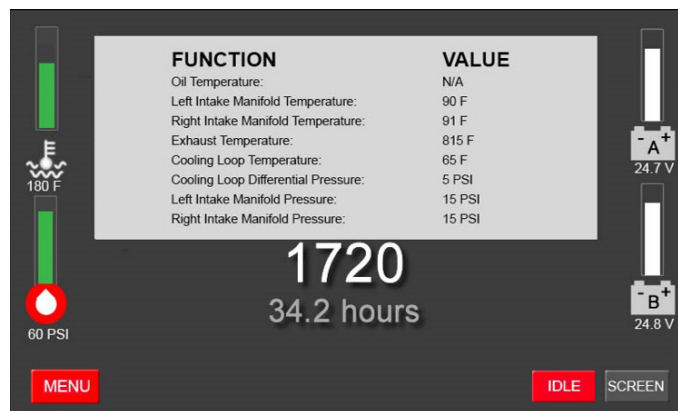 FUNCTION VALUE
Oil Temperature: N/A
Left Intake Manifold Temperature: 90 F
Right Intake Manifold Temperature: 91 F
Exhaust Temperature: 815 F
Cooling Loop Temperature: 65 F
Cooling Loop Differential Pressure: 5 PSI
Left Intake Manifold Pressure: 15 PSI
Right Intake Manifold Pressure: 15 PSI
180 F
- A +
24.7 V
1720
34.2 hours
60 PSI
- B +
24.8 V
MENU
IDLE
SCREEN